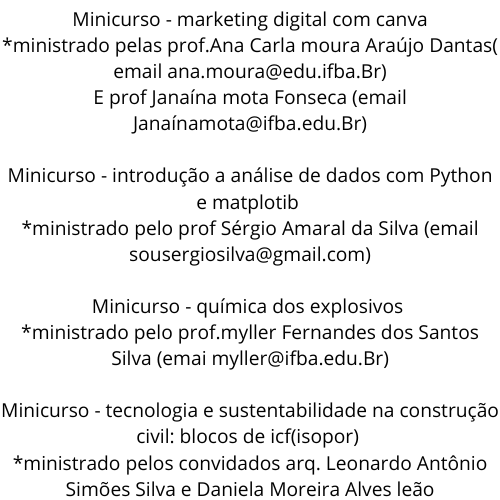 Minicurso - marketing digital com canva
*ministrado pelas prof.Ana Carla moura Araújo Dantas(
email ana.moura@edu.ifba.Br)
E prof Janaína mota Fonseca (email
Janaínamota@ifba.edu.Br)
Minicurso - introdução a análise de dados com Python
e matplotib
*ministrado pelo prof Sérgio Amaral da Silva (email
sousergiosilva@gmail.com)
Minicurso - química dos explosivos
*ministrado pelo prof.myller Fernandes dos Santos
Silva (emai myller@ifba.edu.Br)
Minicurso - tecnologia e sustentabilidade na construção
civil: blocos de icf(isopor)
*ministrado pelos convidados arq. Leonardo Antônio
Simões Silva e Daniela Moreira Alves leão